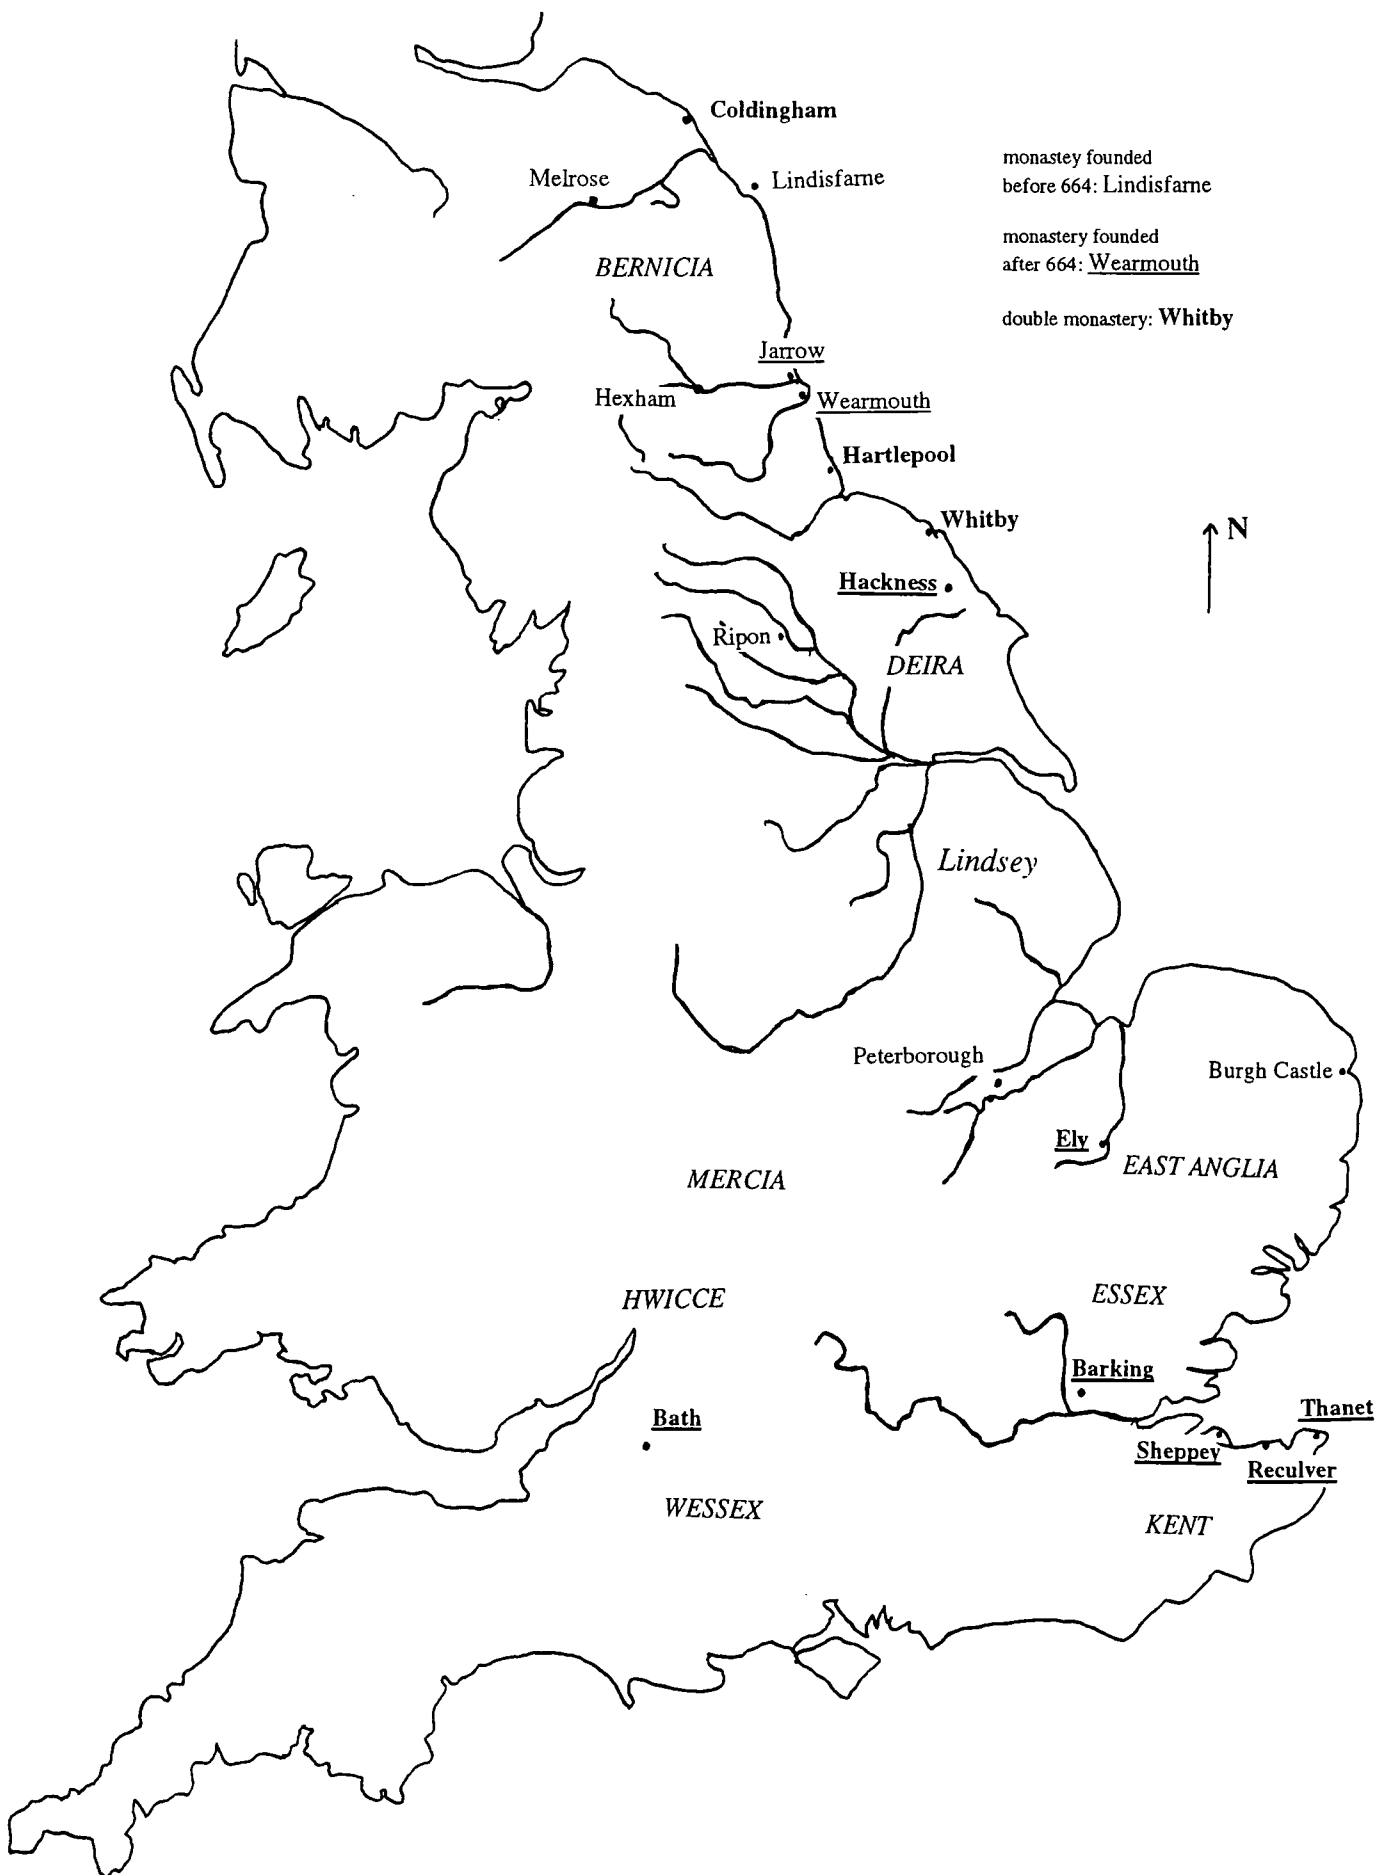 Coldingham
monastey founded
before 664: Lindisfarne
Melrose
Lindisfarne
monastery founded
after 664: Wearmouth
BERNICIA
double monastery: Whitby
Jarrow
Hexham
Wearmouth
Hartlepool
Whitby
N
Hackness
Ripon
DEIRA
Lindsey
Peterborough
Burgh Castle
Ely
EAST ANGLIA
MERCIA
HWICCE
ESSEX
Barking
Thanet
Bath
Sheppey
Reculver
WESSEX
KENT